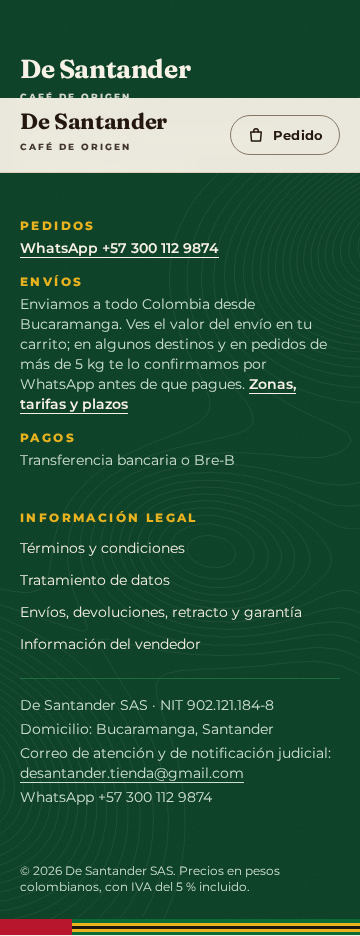 De Santander
CAFÉ DE ORIGEN
De Santander
CAFÉ DE ORIGEN
Pedido
PEDIDOS
WhatsApp +57 300 112 9874
ENVÍOS
Enviamos a todo Colombia desde
Bucaramanga. Ves el valor del envío en tu
carrito; en algunos destinos y en pedidos de
más de 5 kg te lo confirmamos por
WhatsApp antes de que pagues. Zonas,
tarifas y plazos
PAGOS
Transferencia bancaria o Bre-B
INFORMACIÓN LEGAL
Términos y condiciones
Tratamiento de datos
Envíos, devoluciones, retracto y garantía
Información del vendedor
De Santander SAS · NIT 902.121.184-8
Domicilio: Bucaramanga, Santander
Correo de atención y de notificación judicial:
desantander.tienda@gmail.com
WhatsApp +57 300 112 9874
© 2026 De Santander SAS. Precios en pesos
colombianos, con IVA del 5 % incluido.